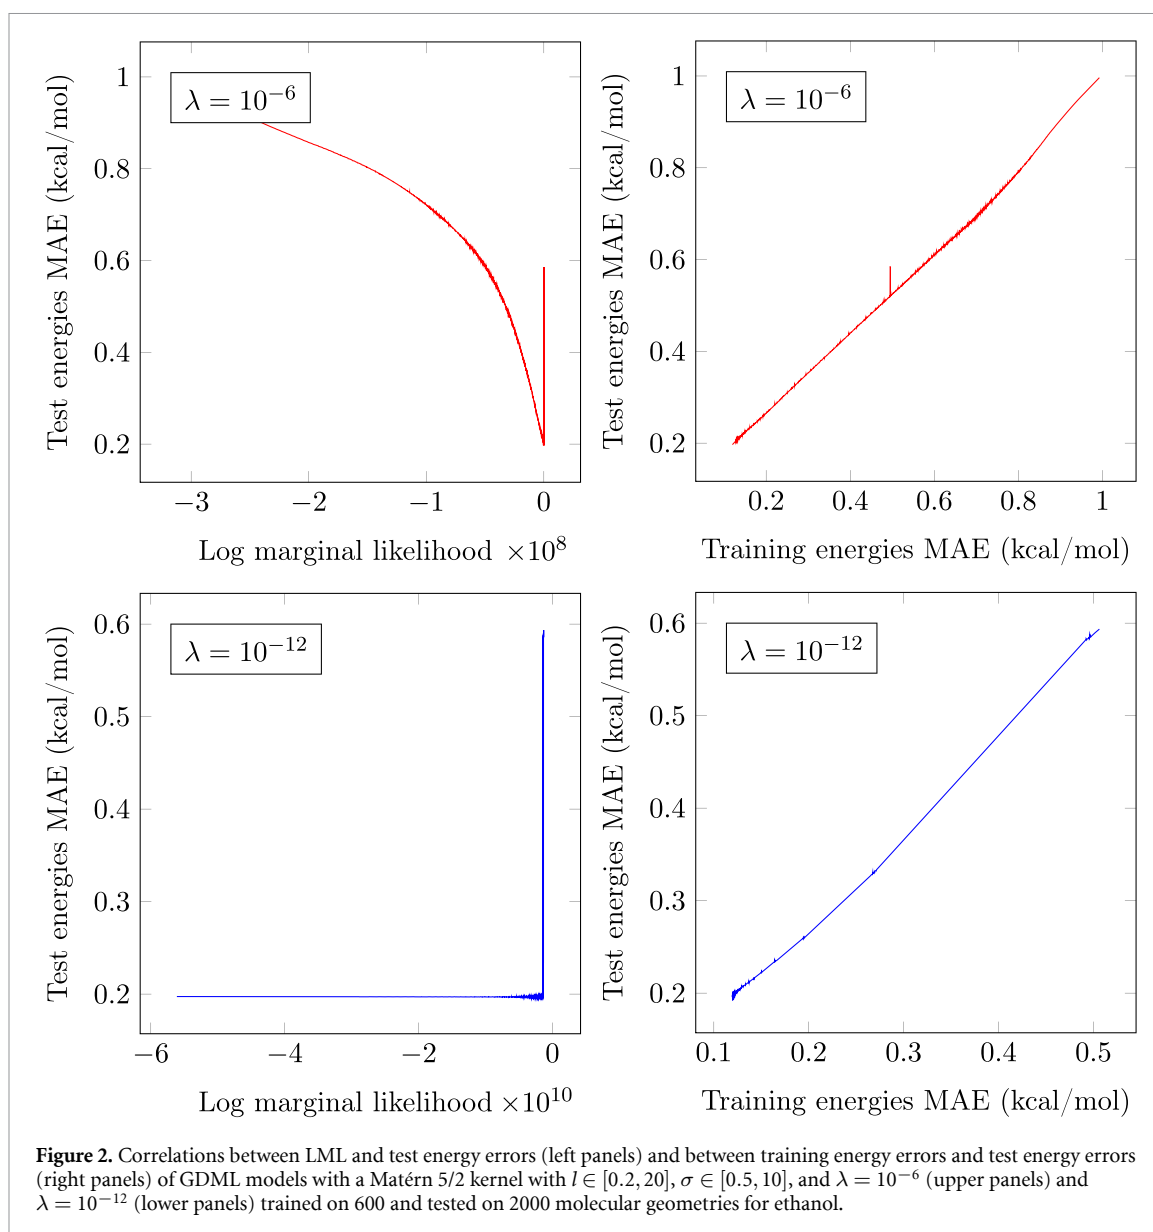 λ = 10⁻⁶
Test energies MAE (kcal/mol)
1
0.8
0.6
0.4
0.2
−3 −2 −1 0
Log marginal likelihood ×10⁸
λ = 10⁻⁶
Test energies MAE (kcal/mol)
1
0.8
0.6
0.4
0.2
0.2 0.4 0.6 0.8 1
Training energies MAE (kcal/mol)
λ = 10⁻¹²
Test energies MAE (kcal/mol)
0.6
0.5
0.4
0.3
0.2
−6 −4 −2 0
Log marginal likelihood ×10¹⁰
λ = 10⁻¹²
Test energies MAE (kcal/mol)
0.6
0.5
0.4
0.3
0.2
0.1 0.2 0.3 0.4 0.5
Training energies MAE (kcal/mol)
Figure 2. Correlations between LML and test energy errors (left panels) and between training energy errors and test energy errors
(right panels) of GDML models with a Matérn 5/2 kernel with l ∈ [0.2, 20], σ ∈ [0.5, 10], and λ = 10⁻⁶ (upper panels) and
λ = 10⁻¹² (lower panels) trained on 600 and tested on 2000 molecular geometries for ethanol.